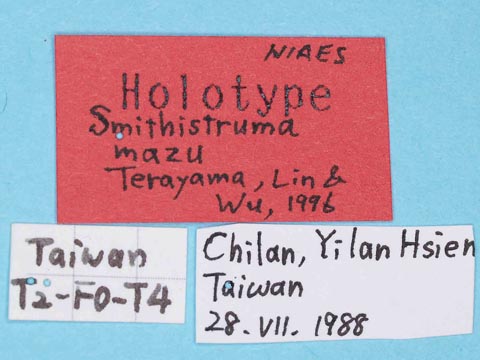 NIAES
Holotype
Smithistruma
mazu
Terayama, Lin &
Wu, 1996
Taiwan
T2-F0-T4
Chilan, Yilan Hsien
Taiwan
28. VII. 1988